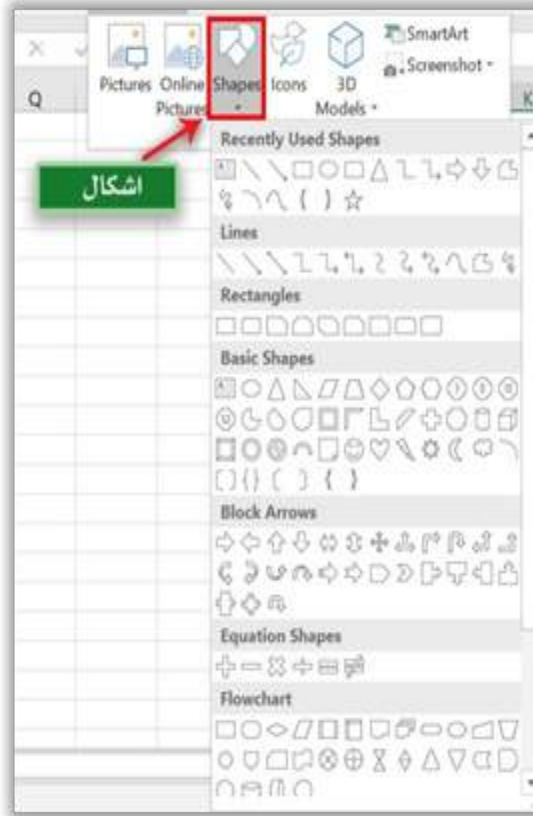 SmartArt
Screenshot
Pictures Online Pictures Shapes Icons 3D Models
Q
K
Recently Used Shapes
اشکال
Lines
Rectangles
Basic Shapes
Block Arrows
Equation Shapes
Flowchart